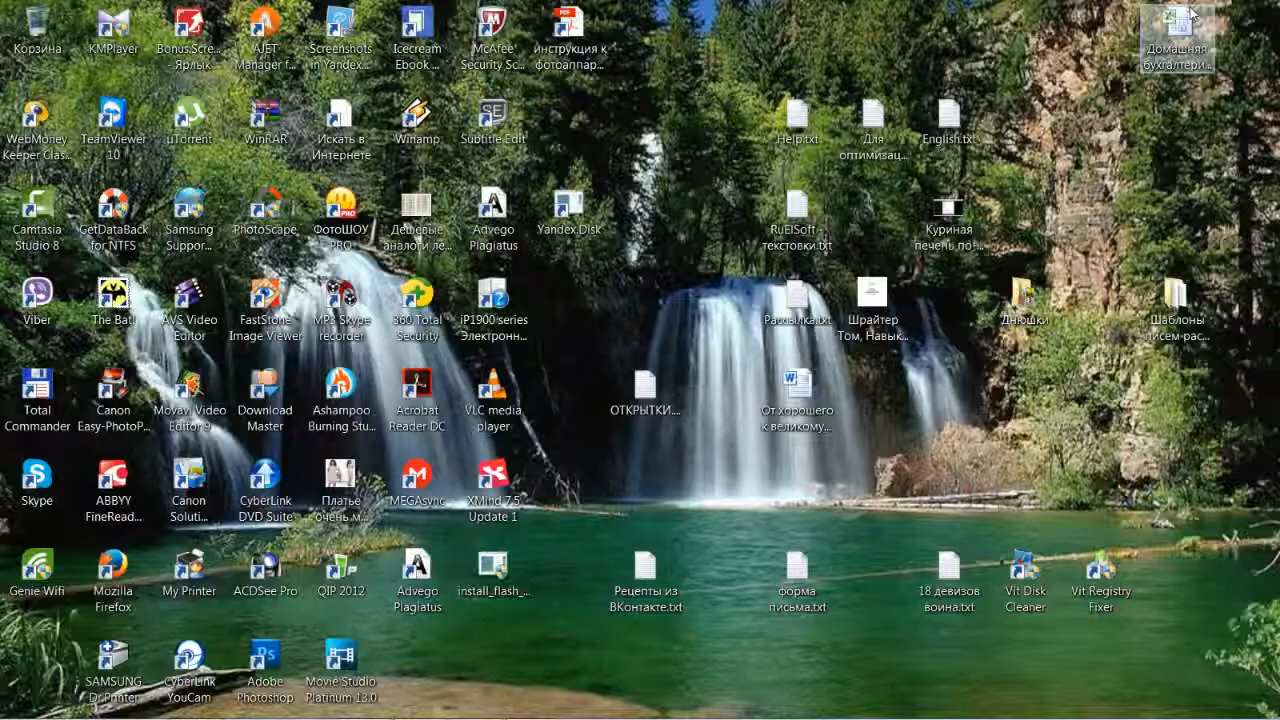 Корзина
KMPlayer
Bonus.Scre...
- Ярлык
AJET
Manager f...
Screenshots
in Yandex...
Icecream
Ebook ...
McAfee
Security Sc...
инструкция к
фотоаппар...
Домашняя
бухгалтери...
WebMoney
Keeper Clas...
TeamViewer
10
µTorrent
WinRAR
Искать в
Интернете
Winamp
Subtitle Edit
Help.txt
Для
оптимизац...
English.txt
Camtasia
Studio 8
GetDataBack
for NTFS
Samsung
Suppor...
PhotoScape
ФотоШОУ
PRO
Дешевые
аналоги ле...
Advego
Plagiatus
Yandex.Disk
RuElSoft -
текстовки.txt
Куриная
печень по-...
Viber
The Bat!
AVS Video
Editor
FastStone
Image Viewer
MP3 Skype
recorder
360 Total
Security
iP1900 series
Электронн...
Рассылка.txt
Шрайтер
Том, Навык...
Днюшки
Шаблоны
писем-рас...
Total
Commander
Canon
Easy-PhotoP...
Movavi Video
Editor 9
Download
Master
Ashampoo
Burning Stu...
Acrobat
Reader DC
VLC media
player
ОТКРЫТКИ....
От хорошего
к великому...
Skype
ABBYY
FineRead...
Canon
Soluti...
CyberLink
DVD Suite
Платье
очень м...
MEGAsync
XMind 7.5
Update 1
Genie Wifi
Mozilla
Firefox
My Printer
ACDSee Pro
QIP 2012
Advego
Plagiatus
install_flash_...
Рецепты из
ВКонтакте.txt
форма
письма.txt
18 девизов
воина.txt
Vit Disk
Cleaner
Vit Registry
Fixer
SAMSUNG
Dr.Printer
CyberLink
YouCam
Adobe
Photoshop
Movie Studio
Platinum 13.0